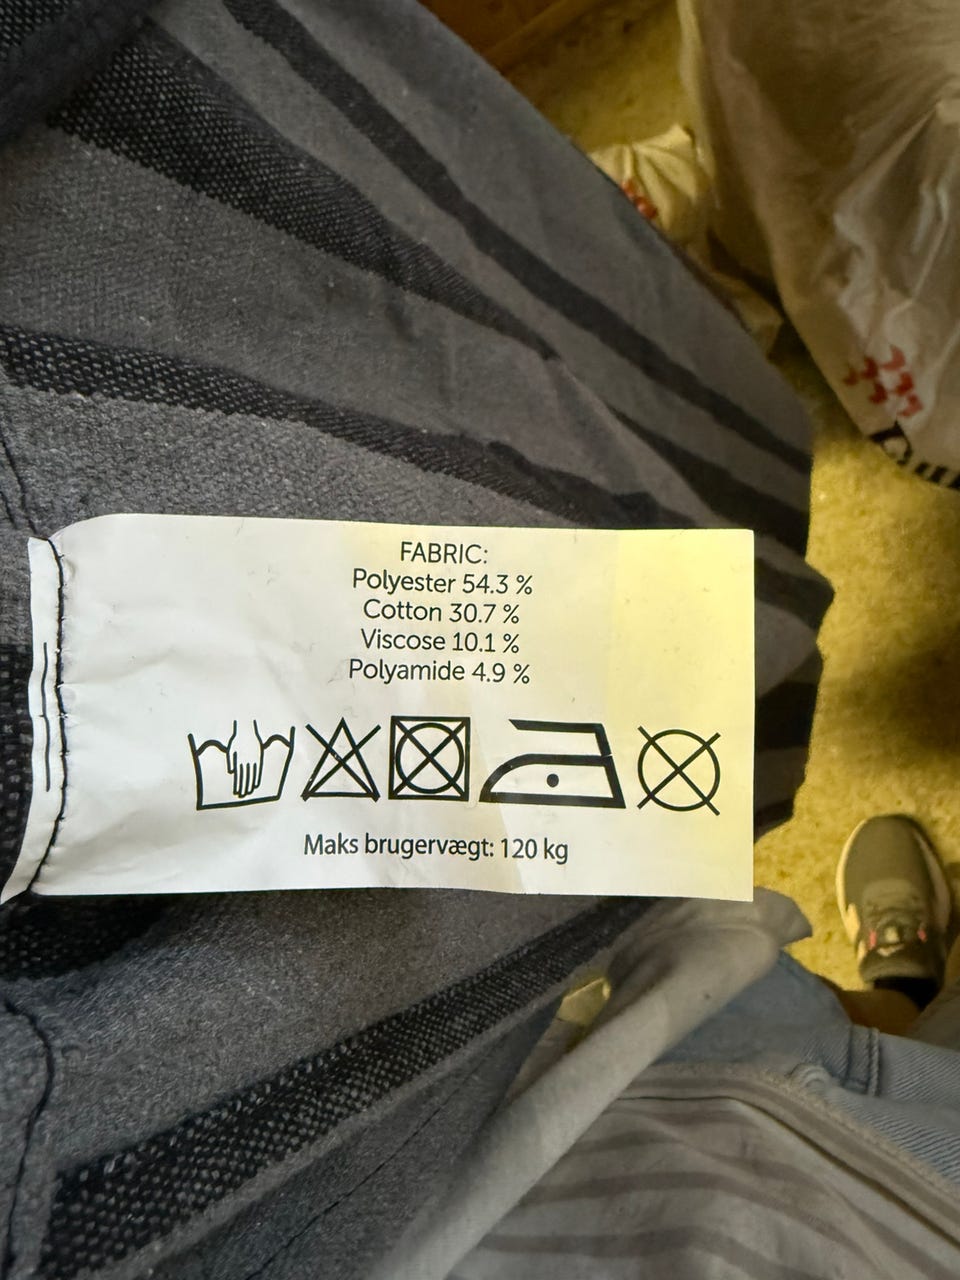 FABRIC:
Polyester 54.3 %
Cotton 30.7 %
Viscose 10.1 %
Polyamide 4.9 %
Maks brugervægt: 120 kg